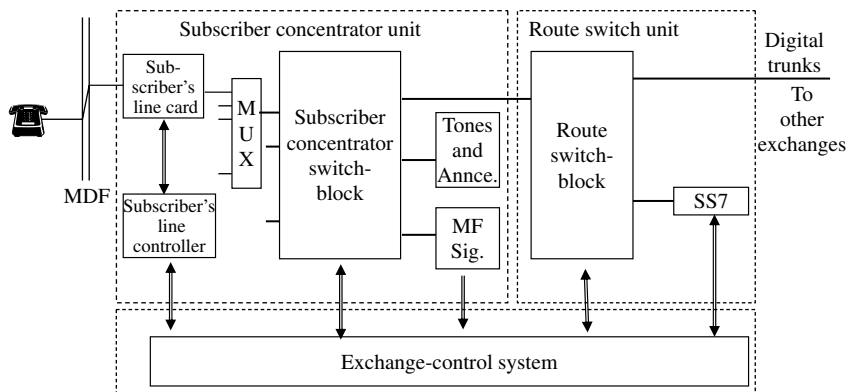 Subscriber concentrator unit
Route switch unit
Digital
trunks
To
other
exchanges
Sub-
scriber's
line card
M
U
X
Subscriber
concentrator
switch-
block
Tones
and
Annce.
Route
switch-
block
MDF
Subscriber's
line
controller
MF
Sig.
SS7
Exchange-control system